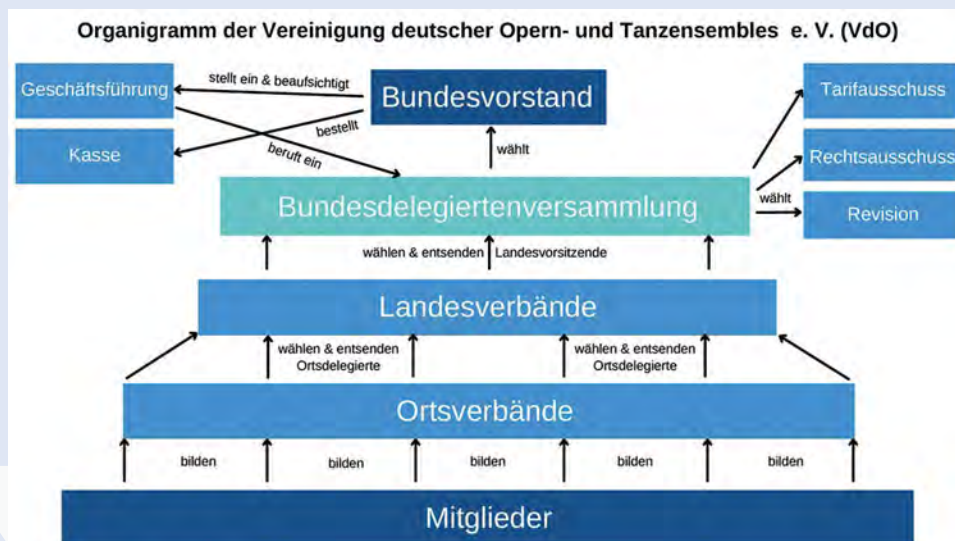 Organigramm der Vereinigung deutscher Opern- und Tanzensembles e. V. (VdO)
Geschäftsführung
stellt ein & beaufsichtigt
Bundesvorstand
Tarifausschuss
Kasse
bestellt
beruft ein
wählt
Rechtsausschuss
Bundesdelegiertenversammlung
wählt
Revision
wählen & entsenden
Landesvorsitzende
Landesverbände
wählen & entsenden
Ortsdelegierte
wählen & entsenden
Ortsdelegierte
Ortsverbände
bilden
bilden
bilden
bilden
bilden
Mitglieder